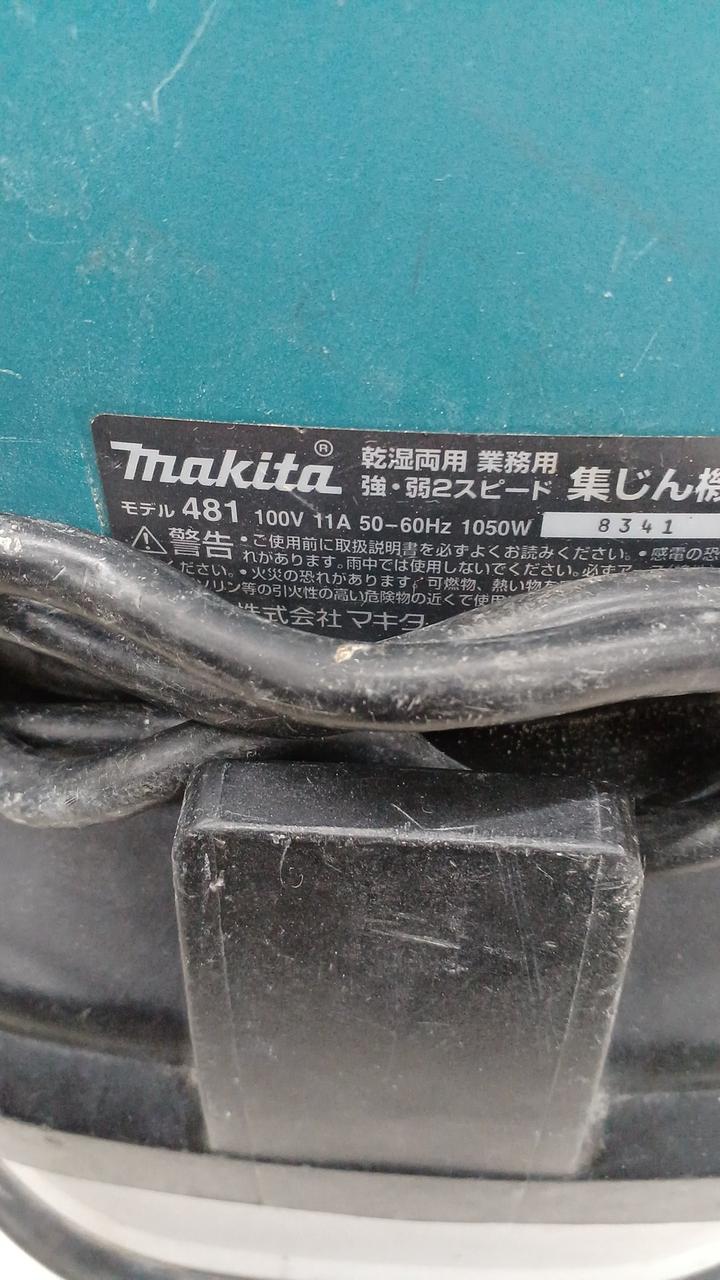 makita®
乾湿両用 業務用
強・弱2スピード 集じん機
モデル 481 100V 11A 50-60Hz 1050W 8341
警告 ・ご使用前に取扱説明書を必ずよくお読みください。・感電の恐
れがあります。雨中では使用しないでください。必ずア
ください。・火災の恐れがあります。可燃物、熱い物
ソリン等の引火性の高い危険物の近くで使用
株式会社 マキタ